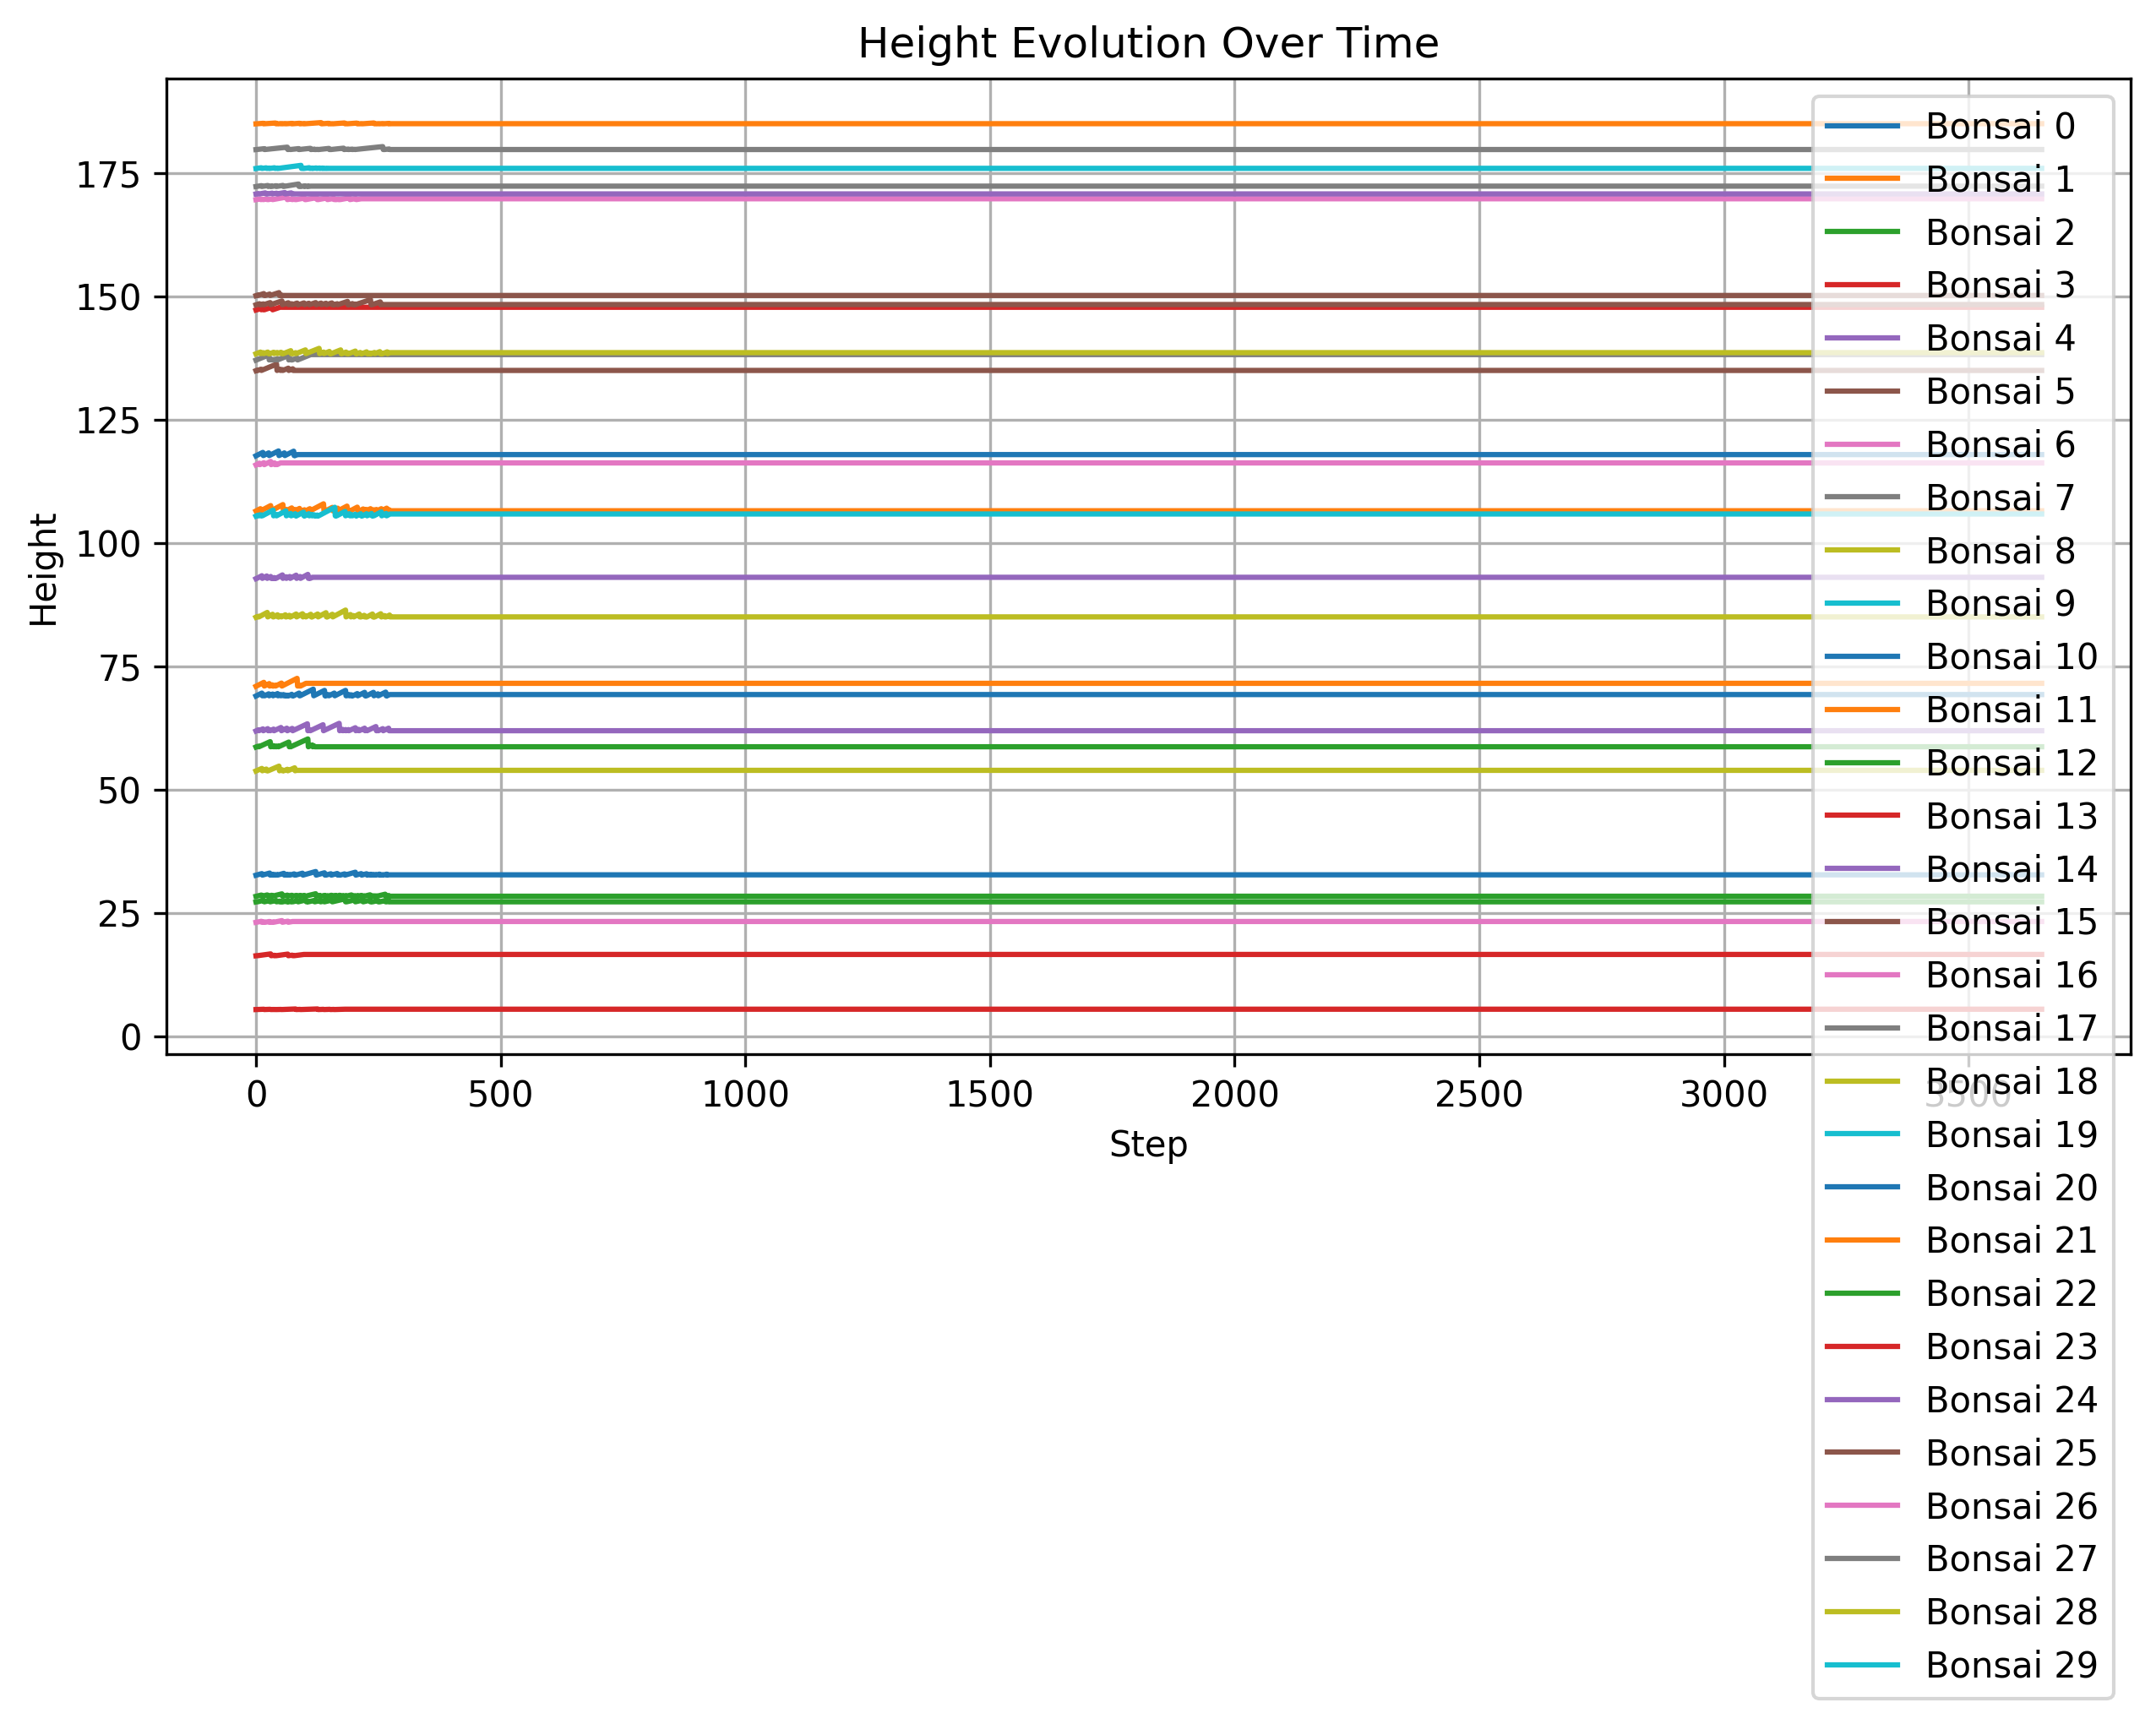 Height Evolution Over Time
Height
175
150
125
100
75
50
25
0
0 500 1000 1500 2000 2500 3000 3500
Step
Bonsai 0
Bonsai 1
Bonsai 2
Bonsai 3
Bonsai 4
Bonsai 5
Bonsai 6
Bonsai 7
Bonsai 8
Bonsai 9
Bonsai 10
Bonsai 11
Bonsai 12
Bonsai 13
Bonsai 14
Bonsai 15
Bonsai 16
Bonsai 17
Bonsai 18
Bonsai 19
Bonsai 20
Bonsai 21
Bonsai 22
Bonsai 23
Bonsai 24
Bonsai 25
Bonsai 26
Bonsai 27
Bonsai 28
Bonsai 29